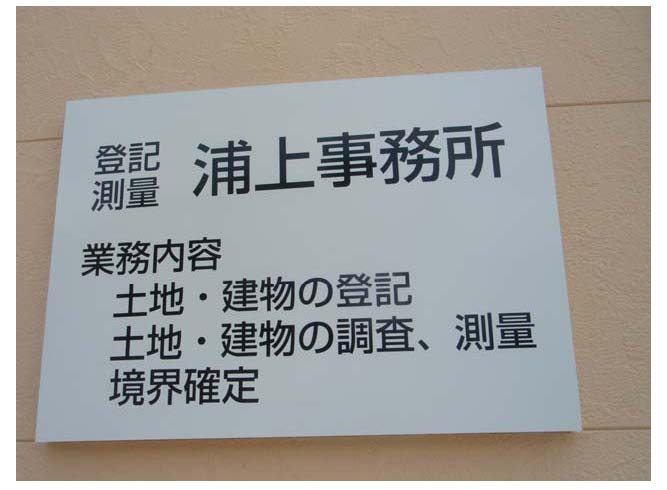 登記
測量
浦上事務所
業務内容
土地・建物の登記
土地・建物の調査、測量
境界確定